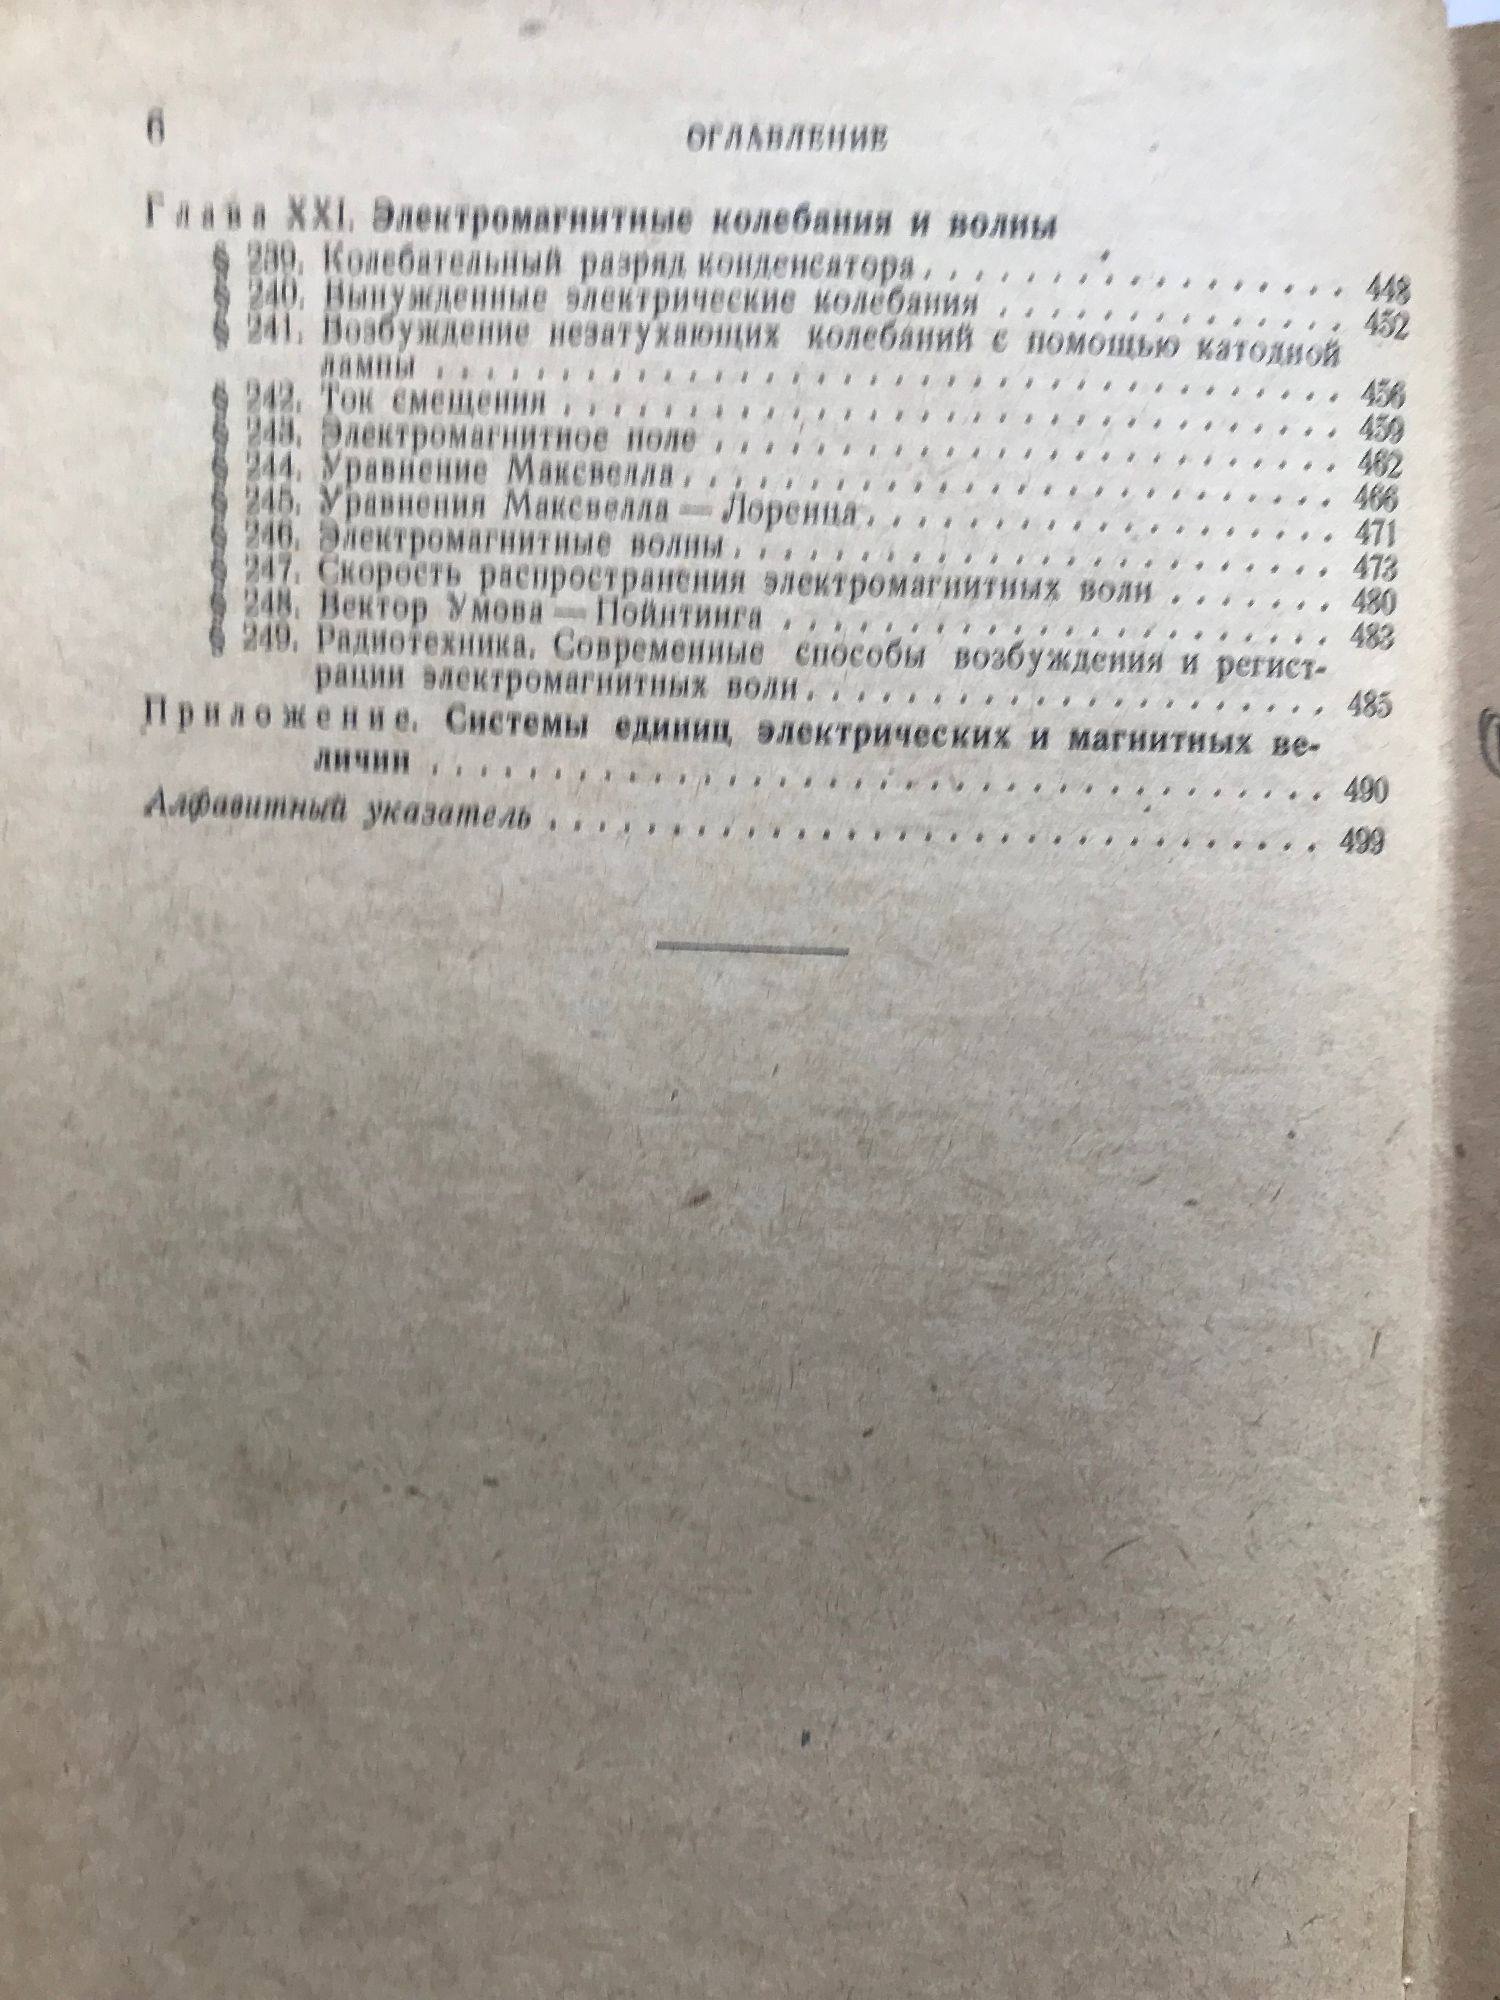 6
ОГЛАВЛЕНИЕ
Глава XXI. Электромагнитные колебания и волны
§ 239. Колебательный разряд конденсатора . . . . . . . . . . . . . . . . 448
§ 240. Вынужденные электрические колебания . . . . . . . . . . . . . . 452
§ 241. Возбуждение незатухающих колебаний с помощью катодной
лампы . . . . . . . . . . . . . . . . . . . . . . . . . . . . 456
§ 242. Ток смещения . . . . . . . . . . . . . . . . . . . . . . . . 459
§ 243. Электромагнитное поле . . . . . . . . . . . . . . . . . . . 462
§ 244. Уравнение Максвелла . . . . . . . . . . . . . . . . . . . . 466
§ 245. Уравнения Максвелла — Лоренца . . . . . . . . . . . . . . . 471
§ 246. Электромагнитные волны . . . . . . . . . . . . . . . . . . . 473
§ 247. Скорость распространения электромагнитных волн . . . . . . . 480
§ 248. Вектор Умова — Пойнтинга . . . . . . . . . . . . . . . . . . 483
§ 249. Радиотехника. Современные способы возбуждения и регист-
рации электромагнитных волн . . . . . . . . . . . . . . . . . 485
Приложение. Системы единиц электрических и магнитных ве-
личин . . . . . . . . . . . . . . . . . . . . . . . . . . . . 490
Алфавитный указатель . . . . . . . . . . . . . . . . . . . . . . . 499